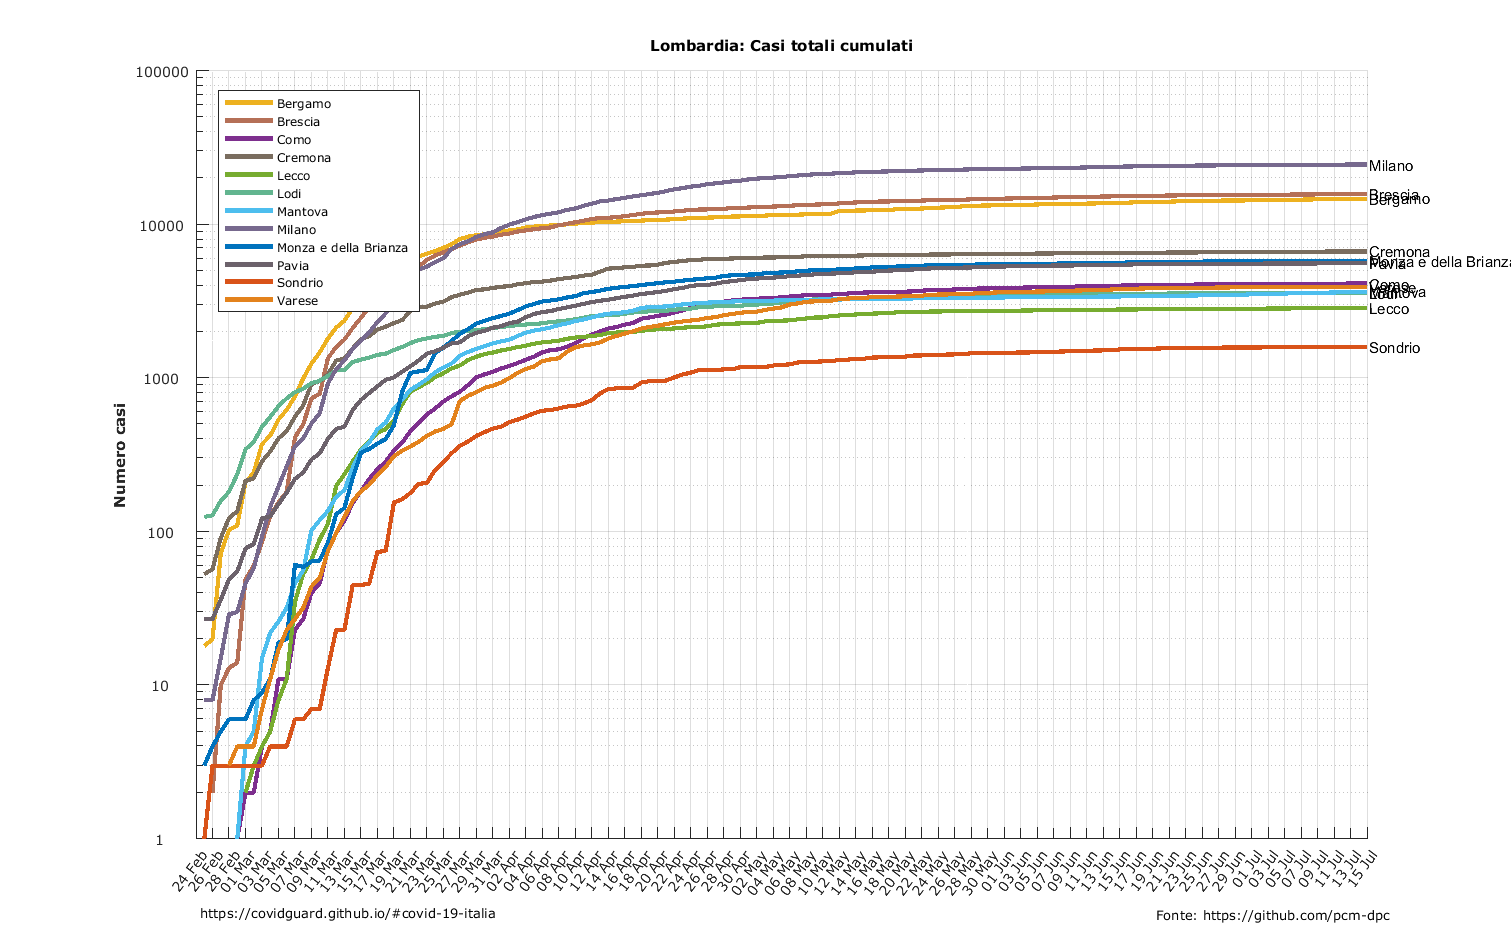 Lombardia: Casi totali cumulati
Numero casi
100000
10000
1000
100
10
1
Bergamo
Brescia
Como
Cremona
Lecco
Lodi
Mantova
Milano
Monza e della Brianza
Pavia
Sondrio
Varese
Milano
Brescia
Bergamo
Cremona
Monza e della Brianza
Pavia
Como
Varese
Lodi
Mantova
Lecco
Sondrio
24 Feb
26 Feb
28 Feb
01 Mar
03 Mar
05 Mar
07 Mar
09 Mar
11 Mar
13 Mar
15 Mar
17 Mar
19 Mar
21 Mar
23 Mar
25 Mar
27 Mar
29 Mar
31 Mar
02 Apr
04 Apr
06 Apr
08 Apr
10 Apr
12 Apr
14 Apr
16 Apr
18 Apr
20 Apr
22 Apr
24 Apr
26 Apr
28 Apr
30 Apr
02 May
04 May
06 May
08 May
10 May
12 May
14 May
16 May
18 May
20 May
22 May
24 May
26 May
28 May
30 May
01 Jun
03 Jun
05 Jun
07 Jun
09 Jun
11 Jun
13 Jun
15 Jun
17 Jun
19 Jun
21 Jun
23 Jun
25 Jun
27 Jun
29 Jun
01 Jul
03 Jul
05 Jul
07 Jul
09 Jul
11 Jul
13 Jul
15 Jul
https://covidguard.github.io/#covid-19-italia
Fonte: https://github.com/pcm-dpc